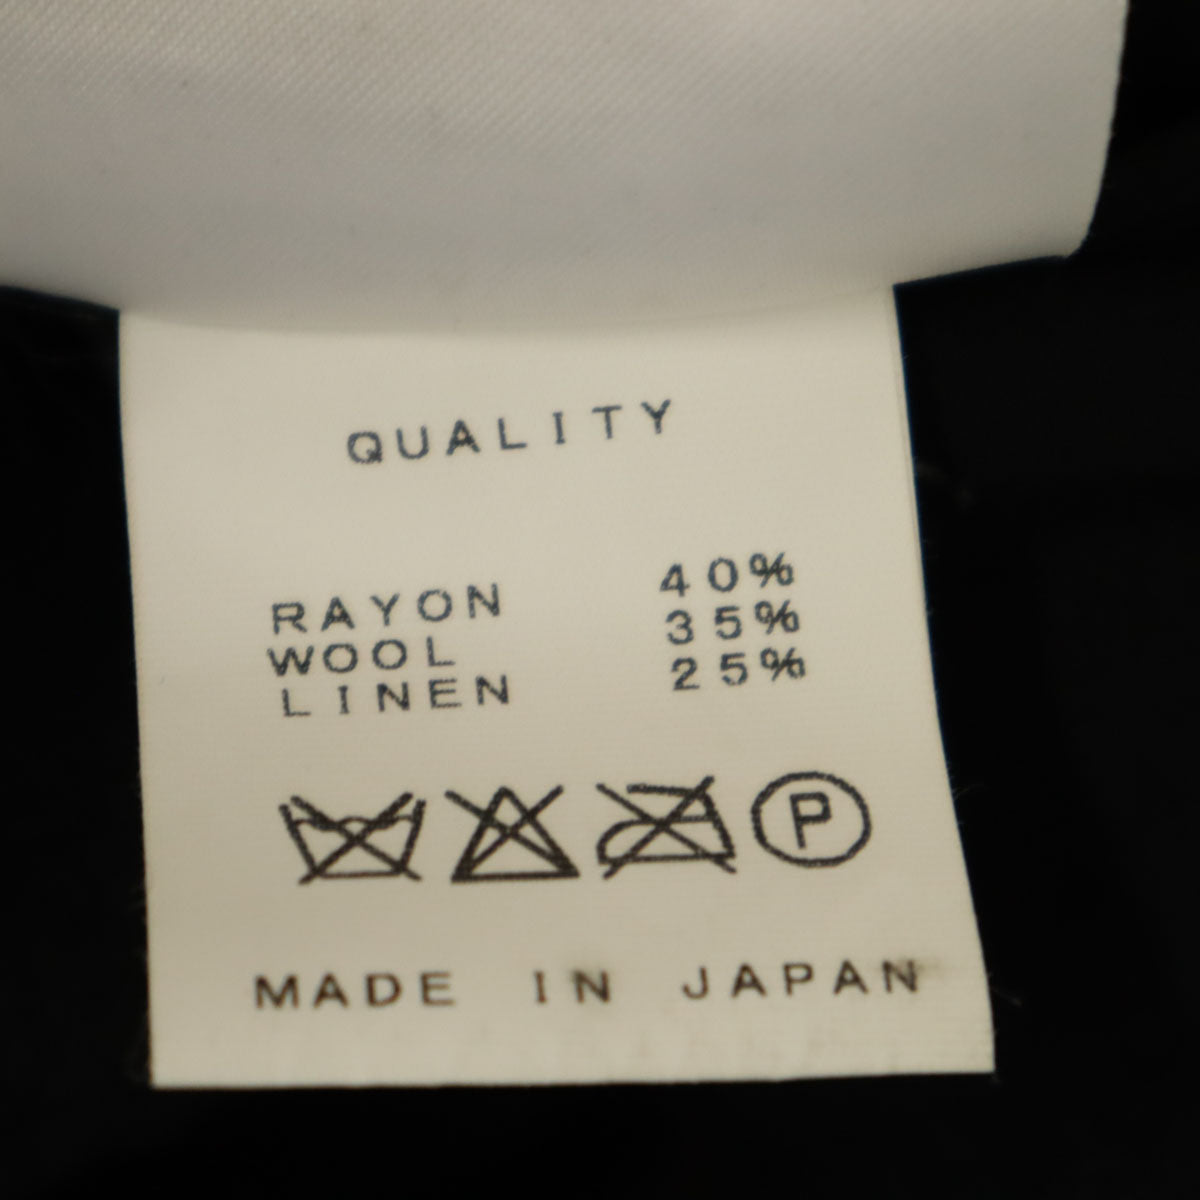 QUALITY
RAYON 40%
WOOL 35%
LINEN 25%
P
MADE IN JAPAN